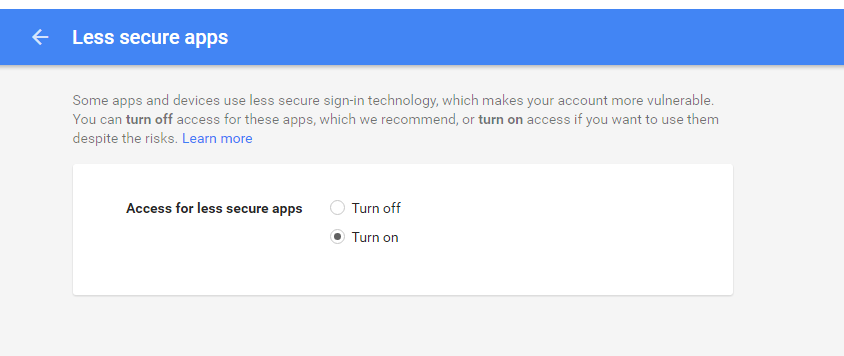 Less secure apps
Some apps and devices use less secure sign-in technology, which makes your account more vulnerable.
You can turn off access for these apps, which we recommend, or turn on access if you want to use them
despite the risks. Learn more
Access for less secure apps
Turn off
Turn on